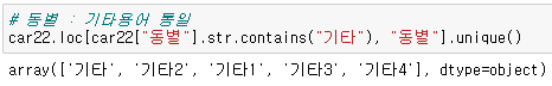 # 동별 : 기타용어 통일
car22.loc[car22["동별"].str.contains("기타"), "동별"].unique()
array(['기타', '기타2', '기타1', '기타3', '기타4'], dtype=object)